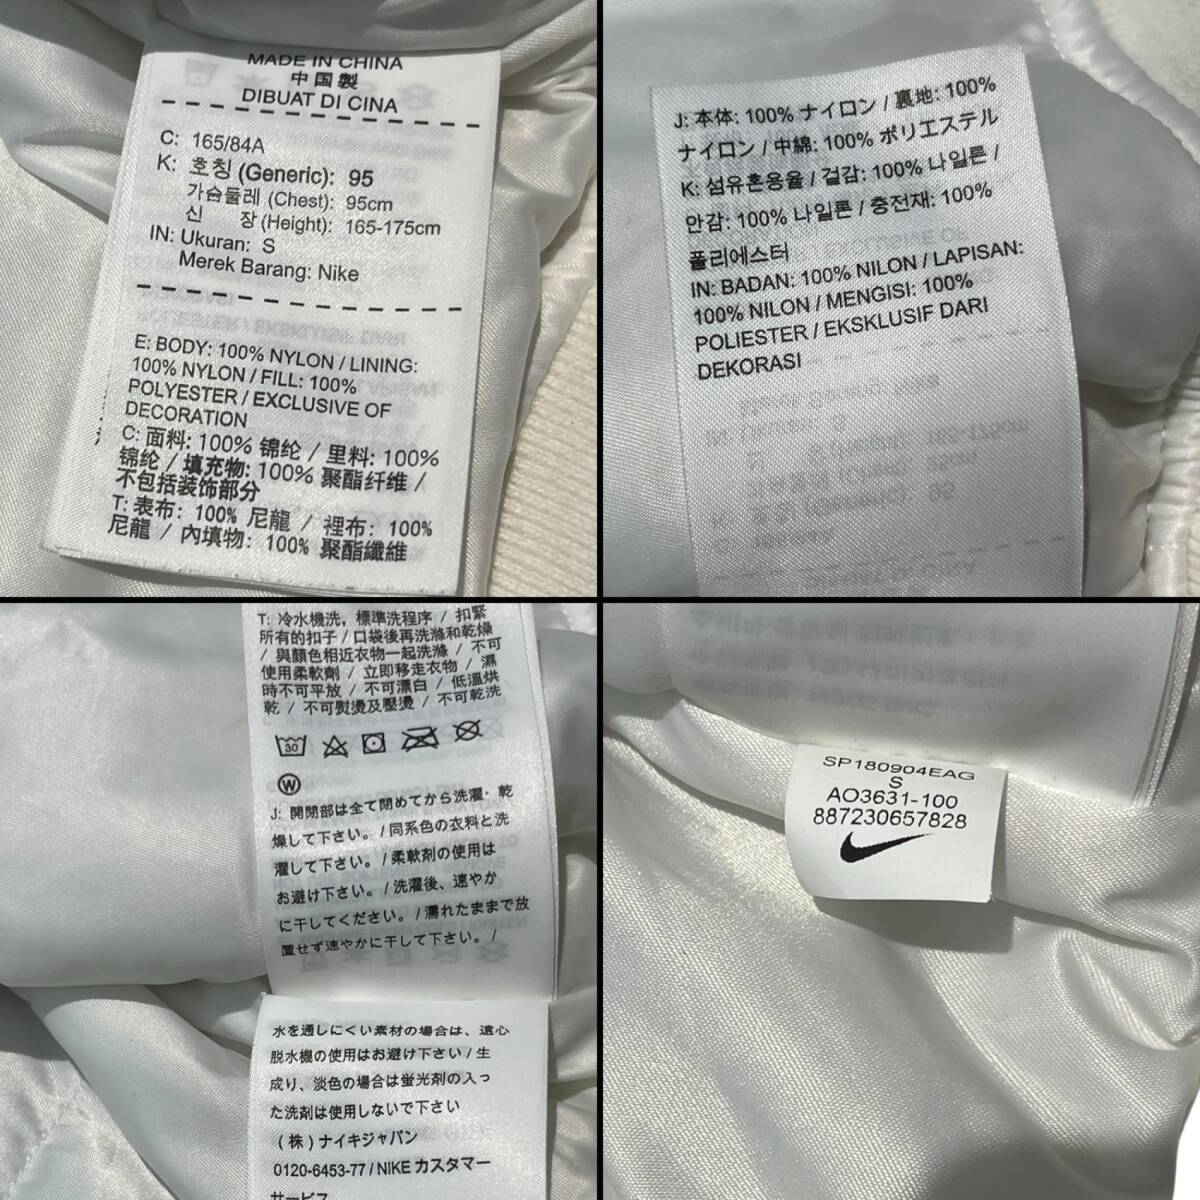 MADE IN CHINA
中国製
DIBUAT DI CINA
C: 165/84A
K: 호칭 (Generic): 95
가슴둘레 (Chest): 95cm
신 장 (Height): 165-175cm
IN: Ukuran: S
Merek Barang: Nike
E: BODY: 100% NYLON / LINING:
100% NYLON / FILL: 100%
POLYESTER / EXCLUSIVE OF
DECORATION
C: 面料: 100% 锦纶 / 里料: 100%
锦纶 / 填充物: 100% 聚酯纤维 /
不包括装饰部分
T: 表布: 100% 尼龍 / 裡布: 100%
尼龍 / 內填物: 100% 聚酯纖維
J: 本体: 100% ナイロン / 裏地: 100%
ナイロン / 中綿: 100% ポリエステル
K: 섬유혼용율 / 겉감: 100% 나일론 /
안감: 100% 나일론 / 충전재: 100%
폴리에스터
IN: BADAN: 100% NILON / LAPISAN:
100% NILON / MENGISI: 100%
POLIESTER / EKSKLUSIF DARI
DEKORASI
T: 冷水機洗，標準洗程序 / 扣緊
所有的扣子 / 口袋後再洗滌和乾燥
/ 與顏色相近衣物一起洗滌 / 不可
使用柔軟劑 / 立即移走衣物 / 濕
時不可平放 / 不可漂白 / 低溫烘
乾 / 不可熨燙及壓燙 / 不可乾洗
30
W
J: 開閉部は全て閉めてから洗濯・乾
燥して下さい。 / 同系色の衣料と洗
濯して下さい。 / 柔軟剤の使用は
お避け下さい。 / 洗濯後、速やか
に干してください。 / 濡れたままで放
置せず速やかに干して下さい。 /
水を通しにくい素材の場合は、遠心
脱水機の使用はお避け下さい / 生
成り、淡色の場合は蛍光剤の入っ
た洗剤は使用しないで下さい
（株）ナイキジャパン
0120-6453-77 / NIKE カスタマー
サービス
SP180904EAG
S
AO3631-100
887230657828